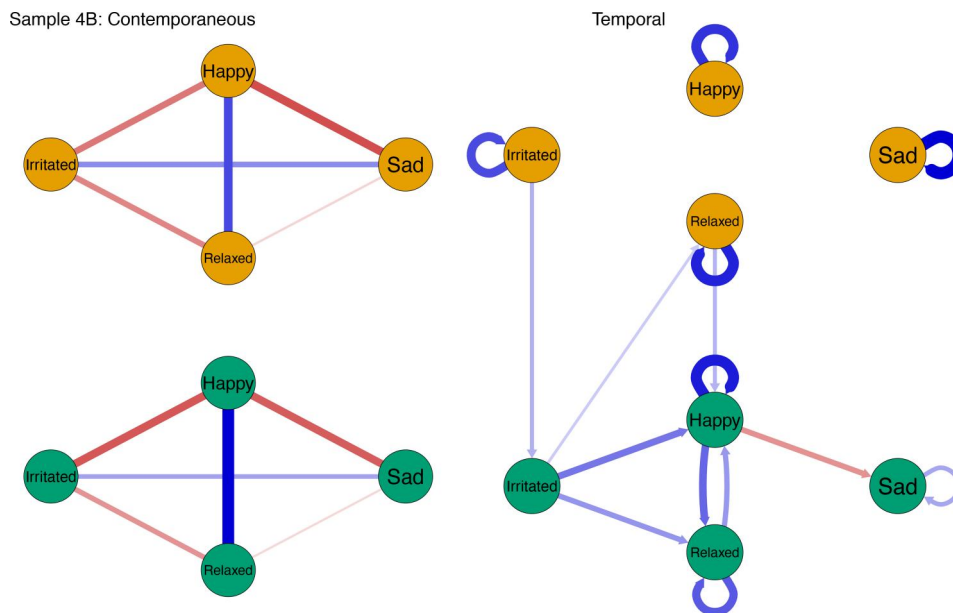 Sample 4B: Contemporaneous
Happy
Irritated
Sad
Relaxed
Happy
Irritated
Sad
Relaxed
Temporal
Happy
Irritated
Sad
Relaxed
Happy
Irritated
Sad
Relaxed